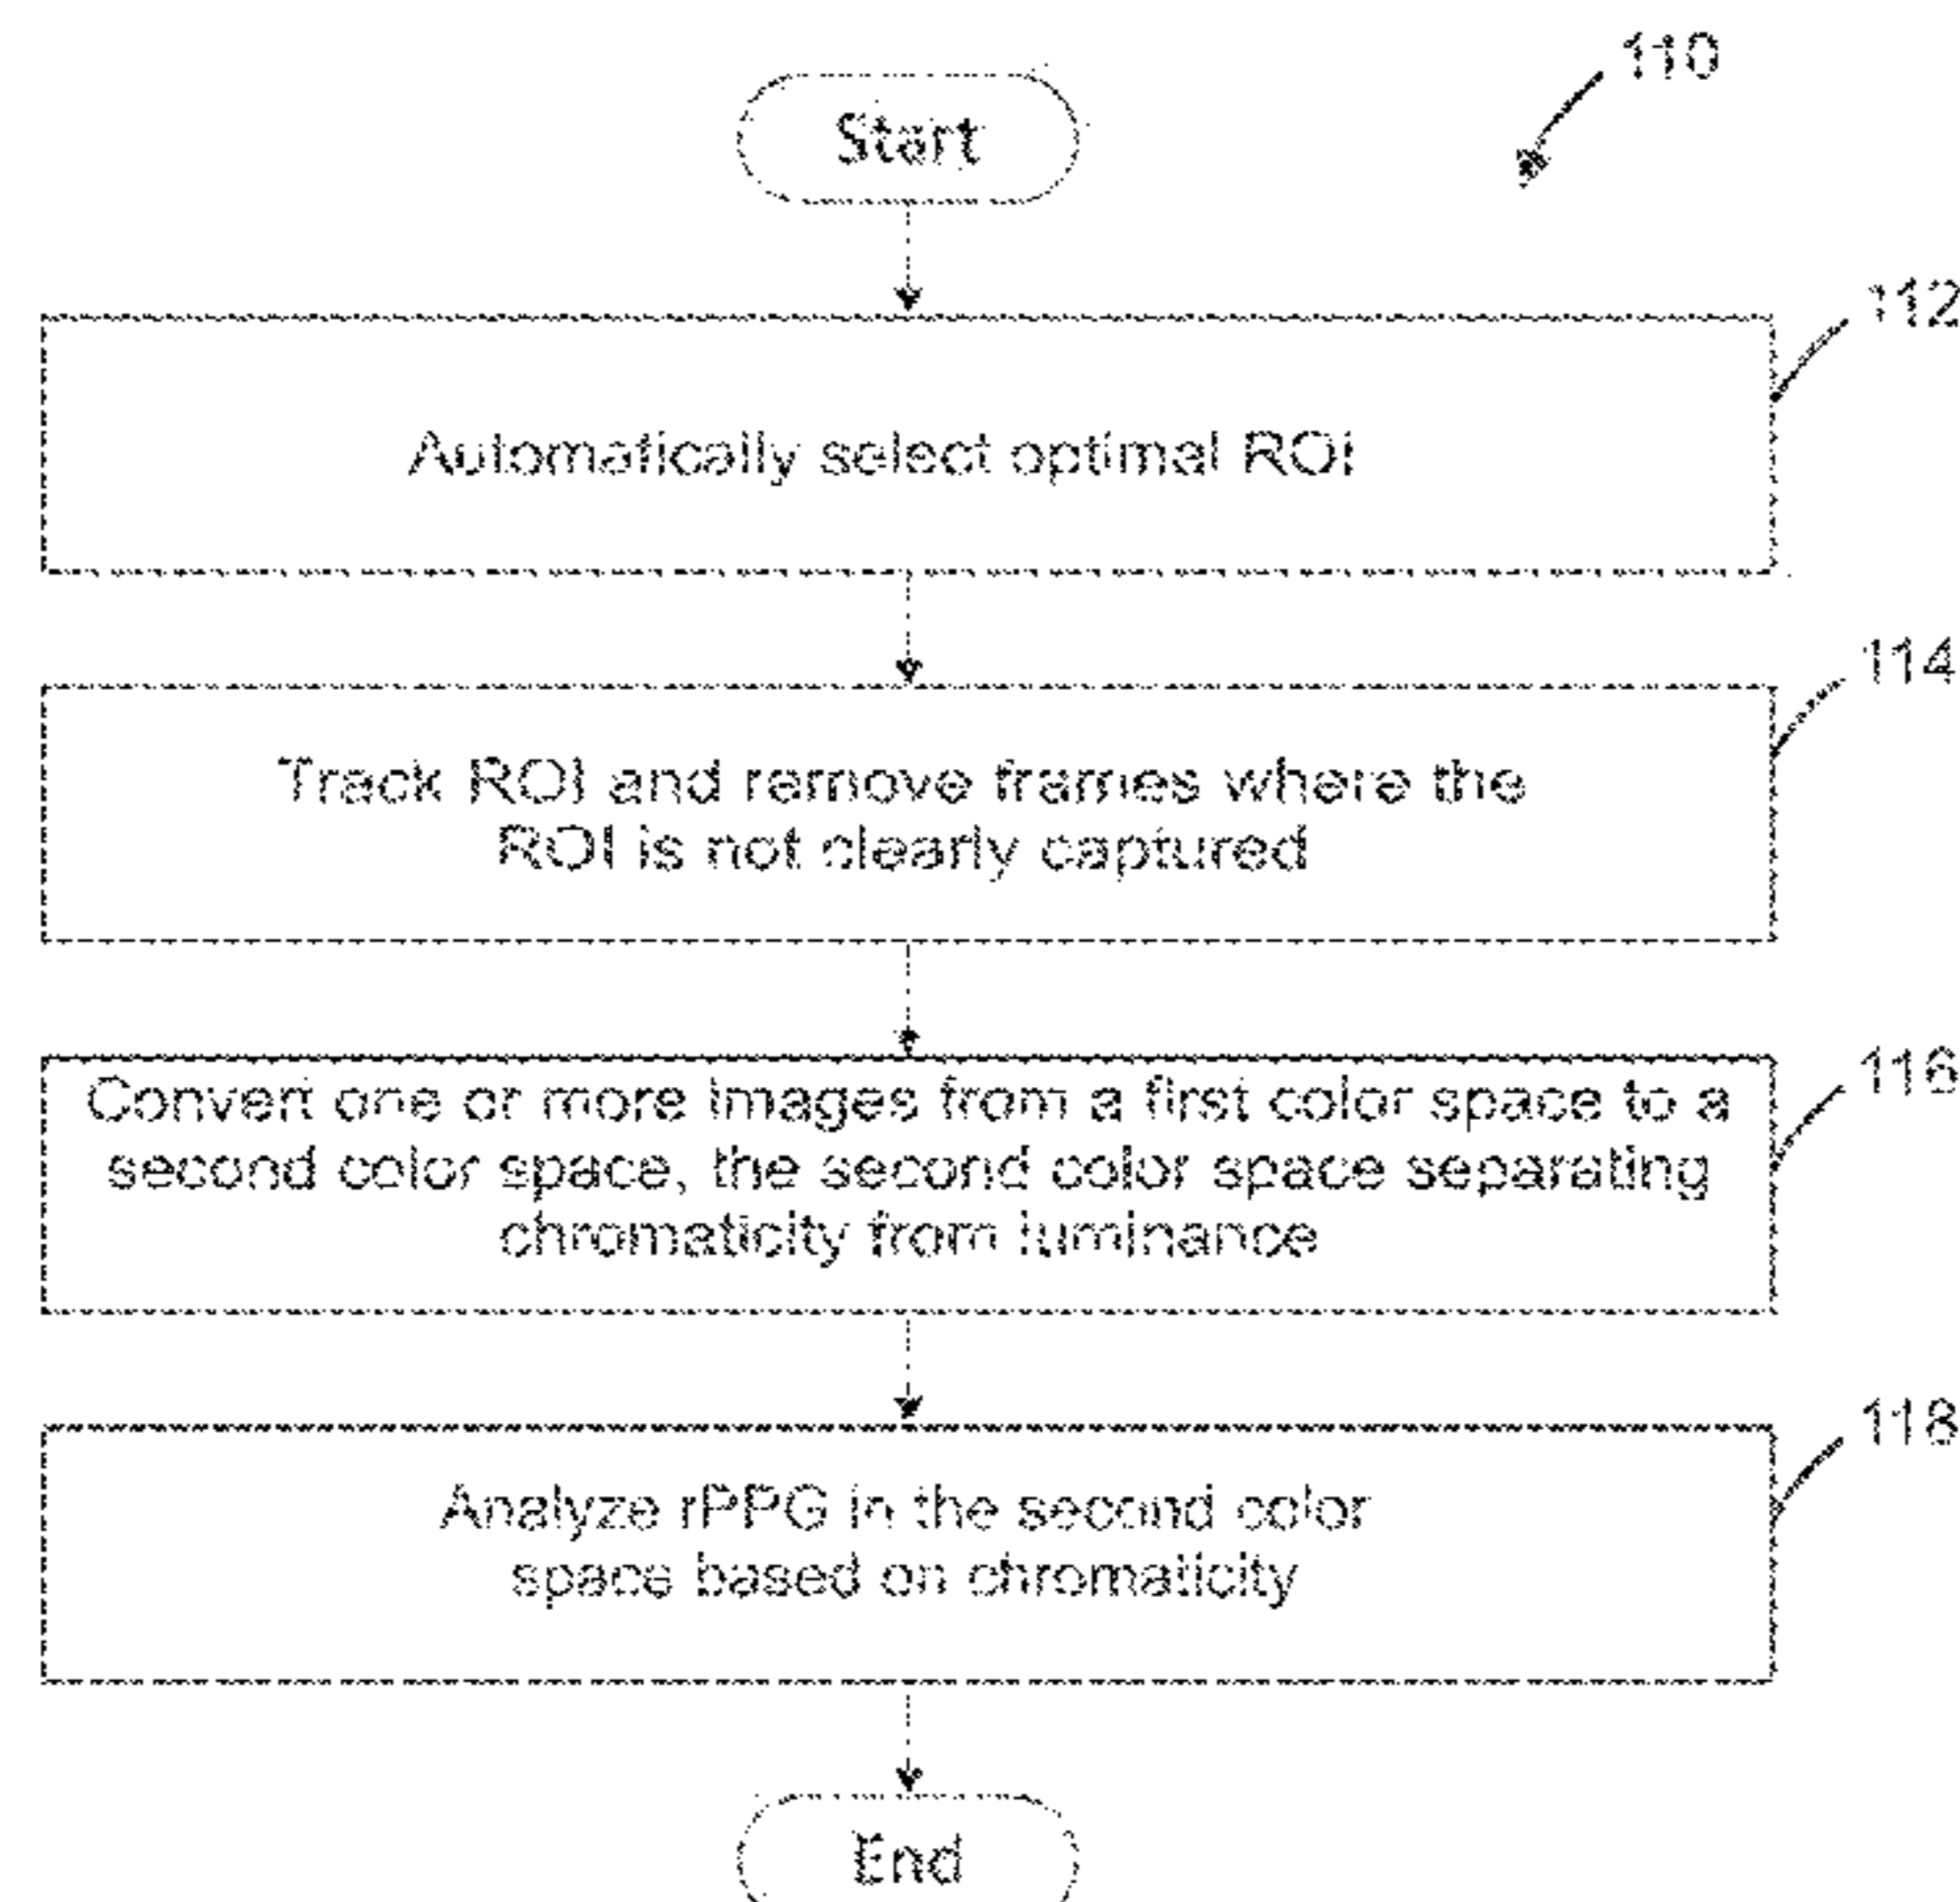 110
Start
112
Automatically select optimal ROI
114
Track ROI and remove frames where the
ROI is not clearly captured
116
Convert one or more images from a first color space to a
second color space, the second color space separating
chromaticity from luminance
118
Analyze rPPG in the second color
space based on chromaticity
End